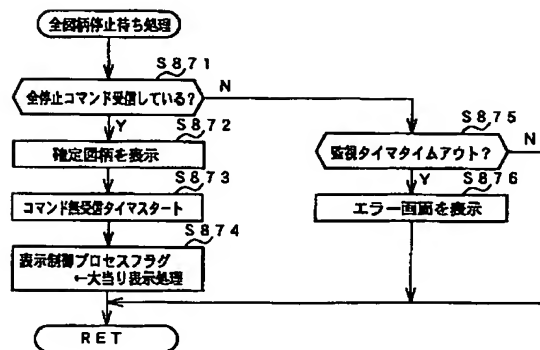 全図柄停止待ち処理
S871
全停止コマンド受信している？
N
Y
S872
確定図柄を表示
S873
コマンド無受信タイマスタート
S874
表示制御プロセスフラグ
←大当り表示処理
RET
S875
監視タイマタイムアウト？
N
Y
S876
エラー画面を表示